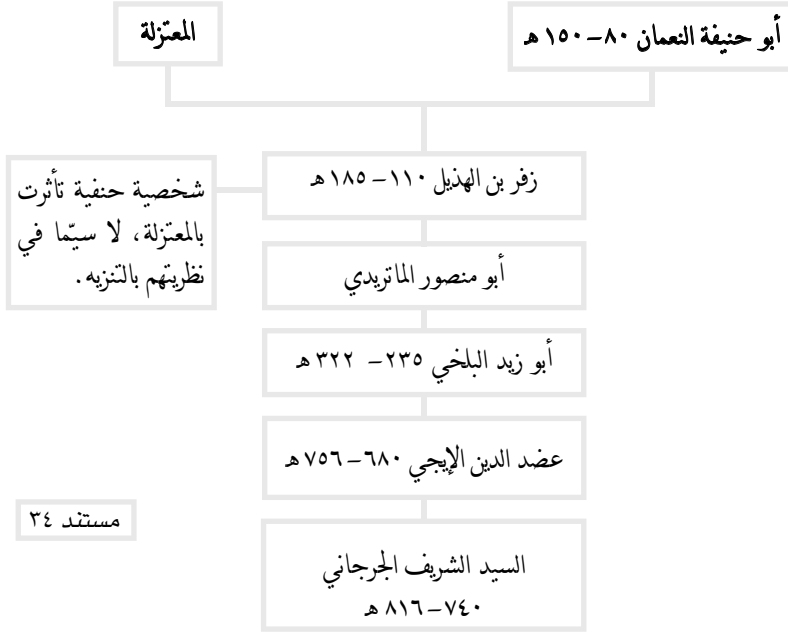 أبو حنيفة النعمان ٨٠ – ١٥٠ هـ
المعتزلة
زفر بن الهذيل ١١٠ – ١٨٥ هـ
شخصية حنفية تأثرت
بالمعتزلة، لا سيّما في
نظريتهم بالتنزيه.
أبو منصور الماتريدي
أبو زيد البلخي ٢٣٥ – ٣٢٢ هـ
عضد الدين الإيجي ٦٨٠ – ٧٥٦ هـ
السيد الشريف الجرجاني
٧٤٠ – ٨١٦ هـ
مستند ٣٤